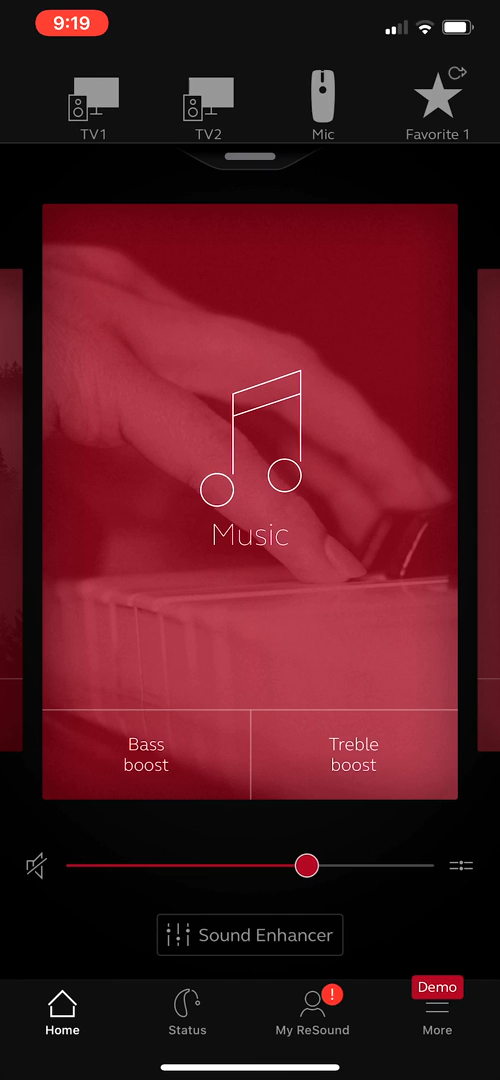 9:19
TV1
TV2
Mic
Favorite 1
Music
Bass
boost
Treble
boost
Sound Enhancer
!
Demo
Home
Status
My ReSound
More